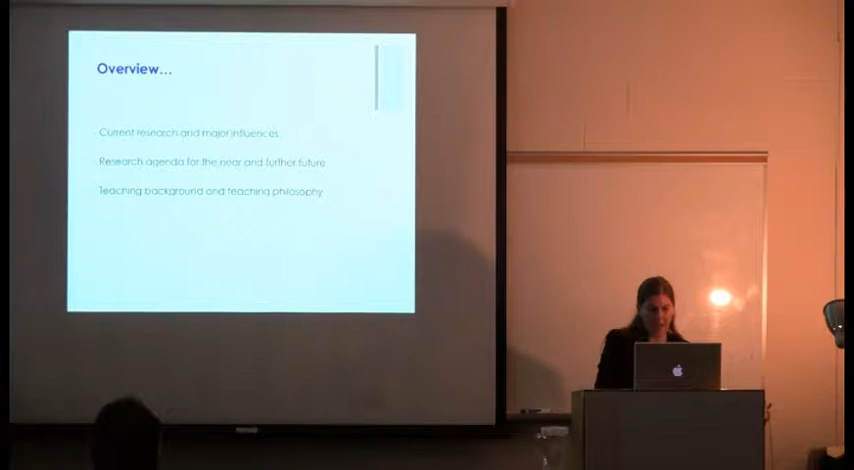 Overview...
Current research and major influences
Research agenda for the near and further future
Teaching background and teaching philosophy